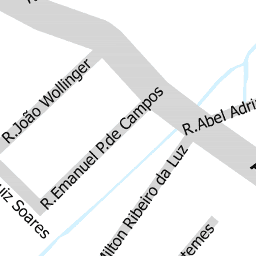 R.João Wollinger
R.Emanuel P.de Campos
R.Abel Adri
uiz Soares
Milton Ribeiro da Luz
temes